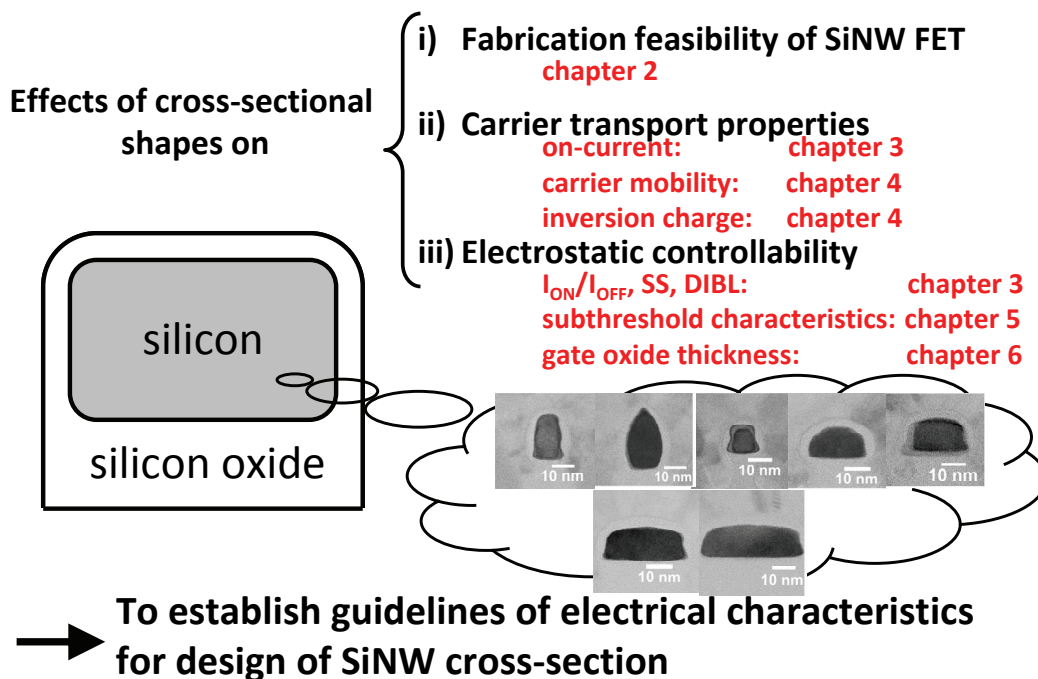 Effects of cross-sectional
shapes on
i) Fabrication feasibility of SiNW FET
chapter 2
ii) Carrier transport properties
on-current: chapter 3
carrier mobility: chapter 4
inversion charge: chapter 4
iii) Electrostatic controllability
I_ON/I_OFF, SS, DIBL: chapter 3
subthreshold characteristics: chapter 5
gate oxide thickness: chapter 6
silicon
silicon oxide
10 nm
10 nm
10 nm
10 nm
10 nm
10 nm
10 nm
To establish guidelines of electrical characteristics
for design of SiNW cross-section